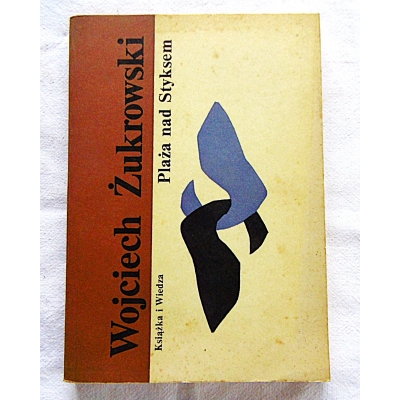 Wojciech Żukrowski
Plaża nad Styksem
Książka i Wiedza